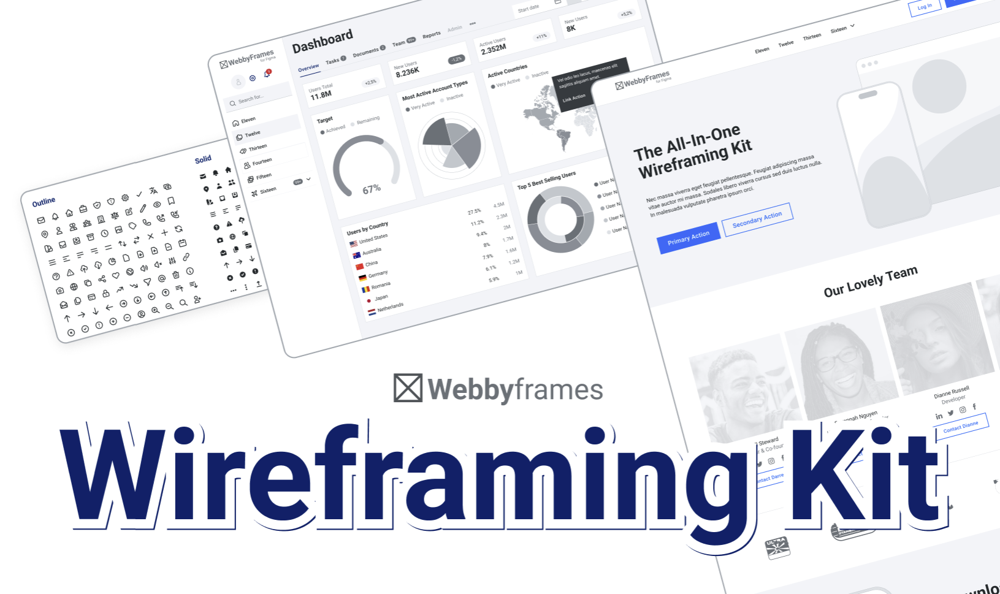 Outline
Solid
WebbyFrames
for Figma
9
Search for...
Eleven
Twelve
Thirteen
Fourteen
Fifteen
Sixteen
99+
Dashboard
Start date
Overview
Tasks
Documents
Team 99+
Reports
Admin
Users Total
11.8M
+2,5%
New Users
8.236K
-1,2%
Active Users
2.352M
+11%
New Users
8K
+5,2%
Target
Achieved
Remaining
67%
Most Active Account Types
Very Active
Inactive
Active Countries
Very Active
Inactive
Vel odio leo lacus, maecenas elit
sagittis aliquam amet.
Link Action
Users by Country
United States 27.5% 4.5M
Australia 11.2% 2.3M
China 9.4% 2M
Germany 8% 1.7M
Romania 7.9% 1.6M
Japan 6.1% 1.2M
Netherlands 5.9% 1M
Top 5 Best Selling Users
User N
User N
User N
User N
User N
WebbyFrames
for Figma
Eleven
Twelve
Thirteen
Sixteen
Log In
The All-In-One
Wireframing Kit
Nec massa viverra eget feugiat pellentesque. Feugiat adipiscing massa
vitae auctor mi massa. Sodales libero viverra cursus sed duis luctus nulla.
In malesuada vulputate pharetra ipsum orci.
Primary Action
Secondary Action
Our Lovely Team
Steward
& Co-foun
Contact Darre
Nguyen
Dianne Russell
Developer
Contact Dianne
Webbyframes
Wireframing Kit
ULTRA